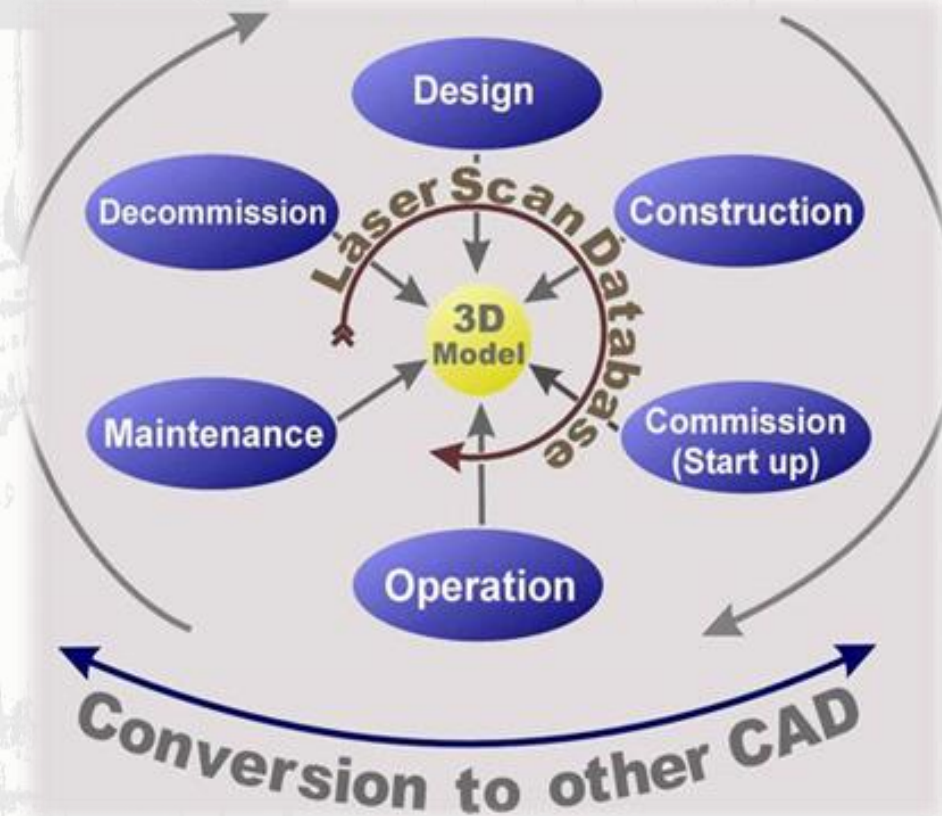 Design
Decommission
Construction
Laser Scan Database
3D
Model
Maintenance
Commission
(Start up)
Operation
Conversion to other CAD